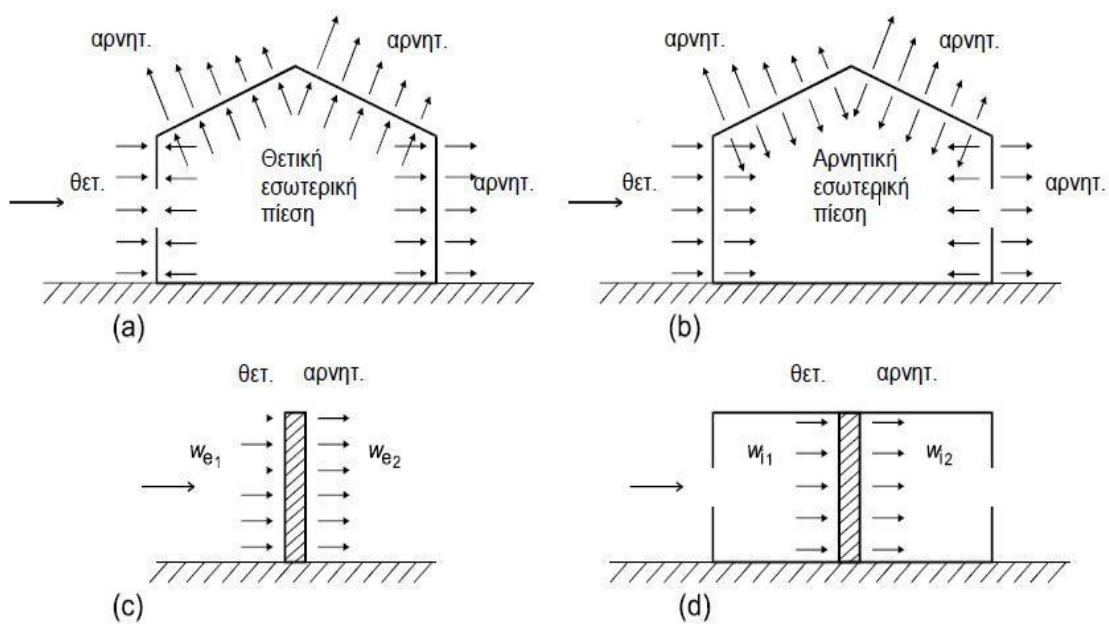 αρνητ.
αρνητ.
θετ.
Θετική
εσωτερική
πίεση
αρνητ.
(a)
αρνητ.
αρνητ.
θετ.
Αρνητική
εσωτερική
πίεση
αρνητ.
(b)
θετ. αρνητ.
we1 we2
(c)
θετ. αρνητ.
wi1 wi2
(d)